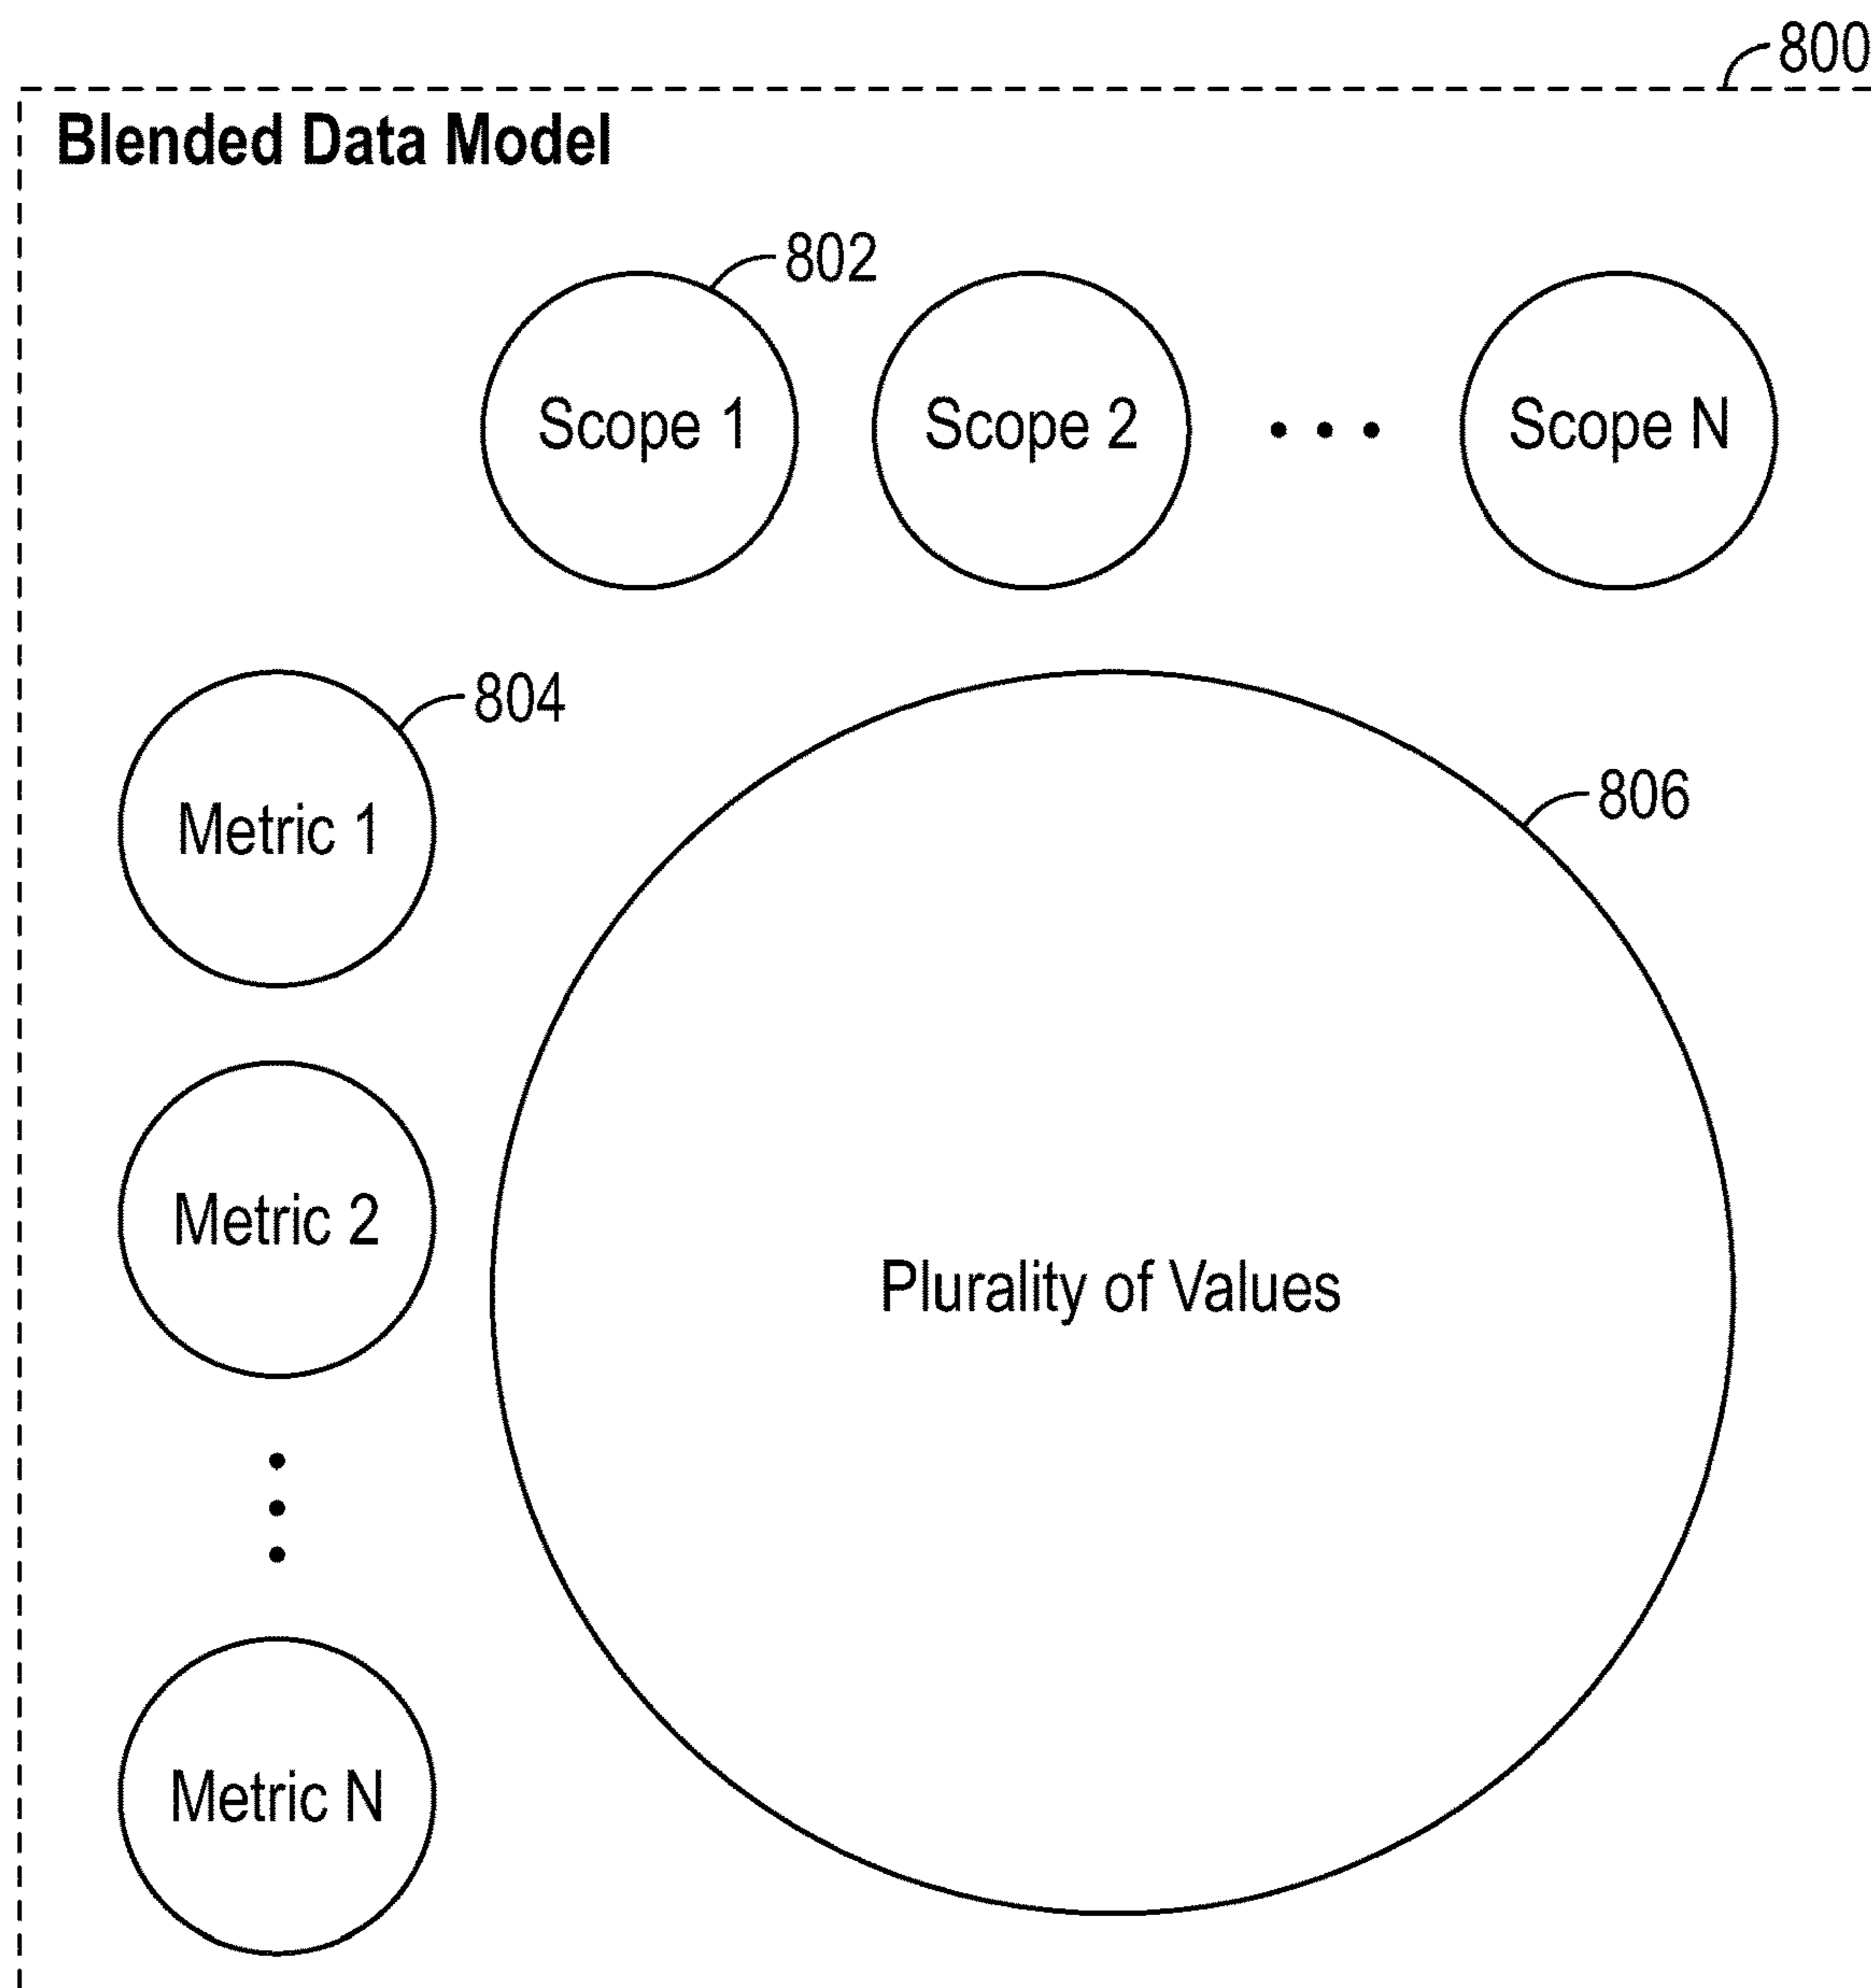 800
Blended Data Model
802
Scope 1
Scope 2
Scope N
804
Metric 1
806
Metric 2
Plurality of Values
Metric N